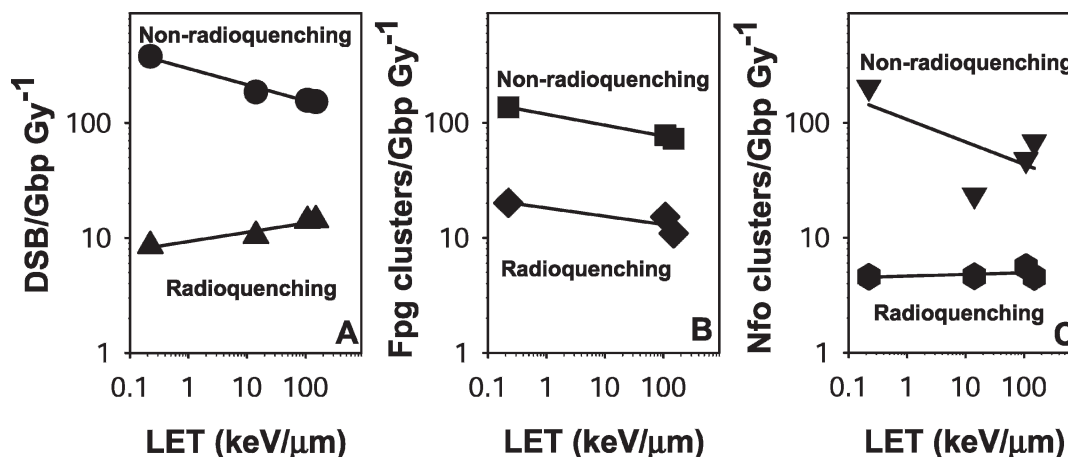 DSB/Gbp Gy-1
100
10
1
Non-radioquenching
Radioquenching
A
0.1 1 10 100
LET (keV/μm)
Fpg clusters/Gbp Gy-1
100
10
1
Non-radioquenching
Radioquenching
B
0.1 1 10 100
LET (keV/μm)
Nfo clusters/Gbp Gy-1
100
10
1
Non-radioquenching
Radioquenching
C
0.1 1 10 100
LET (keV/μm)